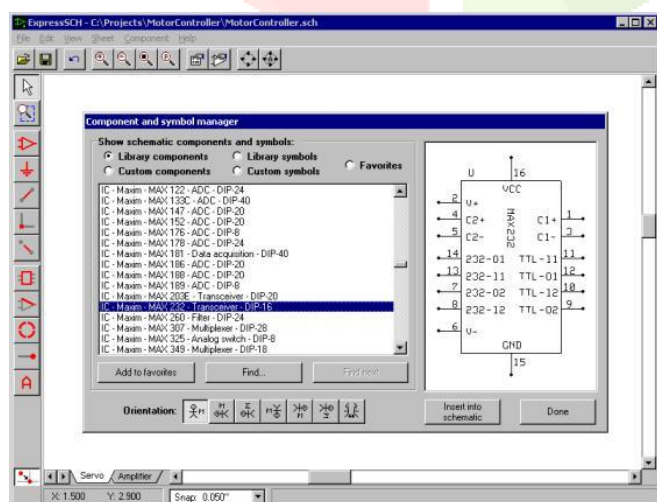 ExpressSCH - C:\Projects\MotorController\MotorController.sch
File Edit View Sheet Component Help
Component and symbol manager
Show schematic components and symbols:
Library components Library symbols Favorites
Custom components Custom symbols
IC - Maxim - MAX 122 - ADC - DIP-24
IC - Maxim - MAX 133C - ADC - DIP-40
IC - Maxim - MAX 147 - ADC - DIP-20
IC - Maxim - MAX 152 - ADC - DIP-20
IC - Maxim - MAX 176 - ADC - DIP-8
IC - Maxim - MAX 178 - ADC - DIP-24
IC - Maxim - MAX 181 - Data acquisition - DIP-40
IC - Maxim - MAX 186 - ADC - DIP-20
IC - Maxim - MAX 188 - ADC - DIP-20
IC - Maxim - MAX 189 - ADC - DIP-8
IC - Maxim - MAX 203E - Transceiver - DIP-20
IC - Maxim - MAX 232 - Transceiver - DIP-16
IC - Maxim - MAX 260 - Filter - DIP-24
IC - Maxim - MAX 307 - Multiplexer - DIP-28
IC - Maxim - MAX 325 - Analog switch - DIP-8
IC - Maxim - MAX 349 - Multiplexer - DIP-18
Add to favorites Find... Find next
Orientation:
U 16
VCC
2 V+
MAX232
4 C2+ C1+ 1
5 C2- C1- 3
14 232-O1 TTL-I1 11
13 232-I1 TTL-O1 12
7 232-O2 TTL-I2 10
8 232-I2 TTL-O2 9
6 V-
GND
15
Insert into
schematic
Done
Servo Amplifier
X: 1.500 Y: 2.900 Snap: 0.050"